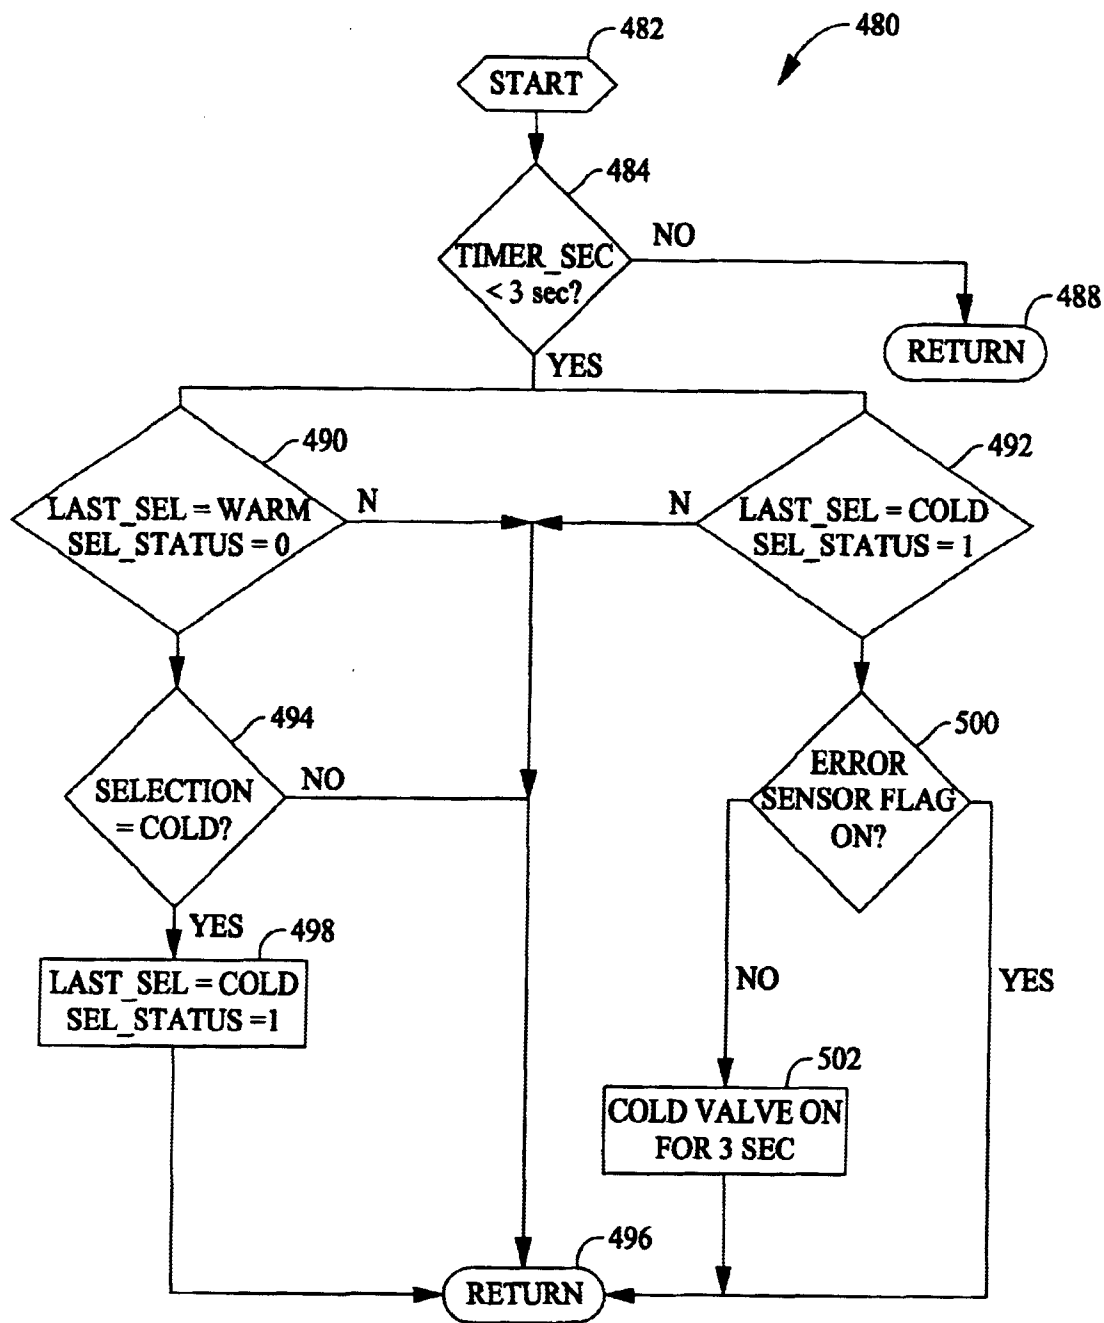 482
480
START
484
TIMER_SEC
< 3 sec?
NO
488
RETURN
YES
490
LAST_SEL = WARM
SEL_STATUS = 0
N
492
N
LAST_SEL = COLD
SEL_STATUS = 1
494
SELECTION
= COLD?
NO
500
ERROR
SENSOR FLAG
ON?
YES
498
LAST_SEL = COLD
SEL_STATUS =1
NO
YES
502
COLD VALVE ON
FOR 3 SEC
496
RETURN